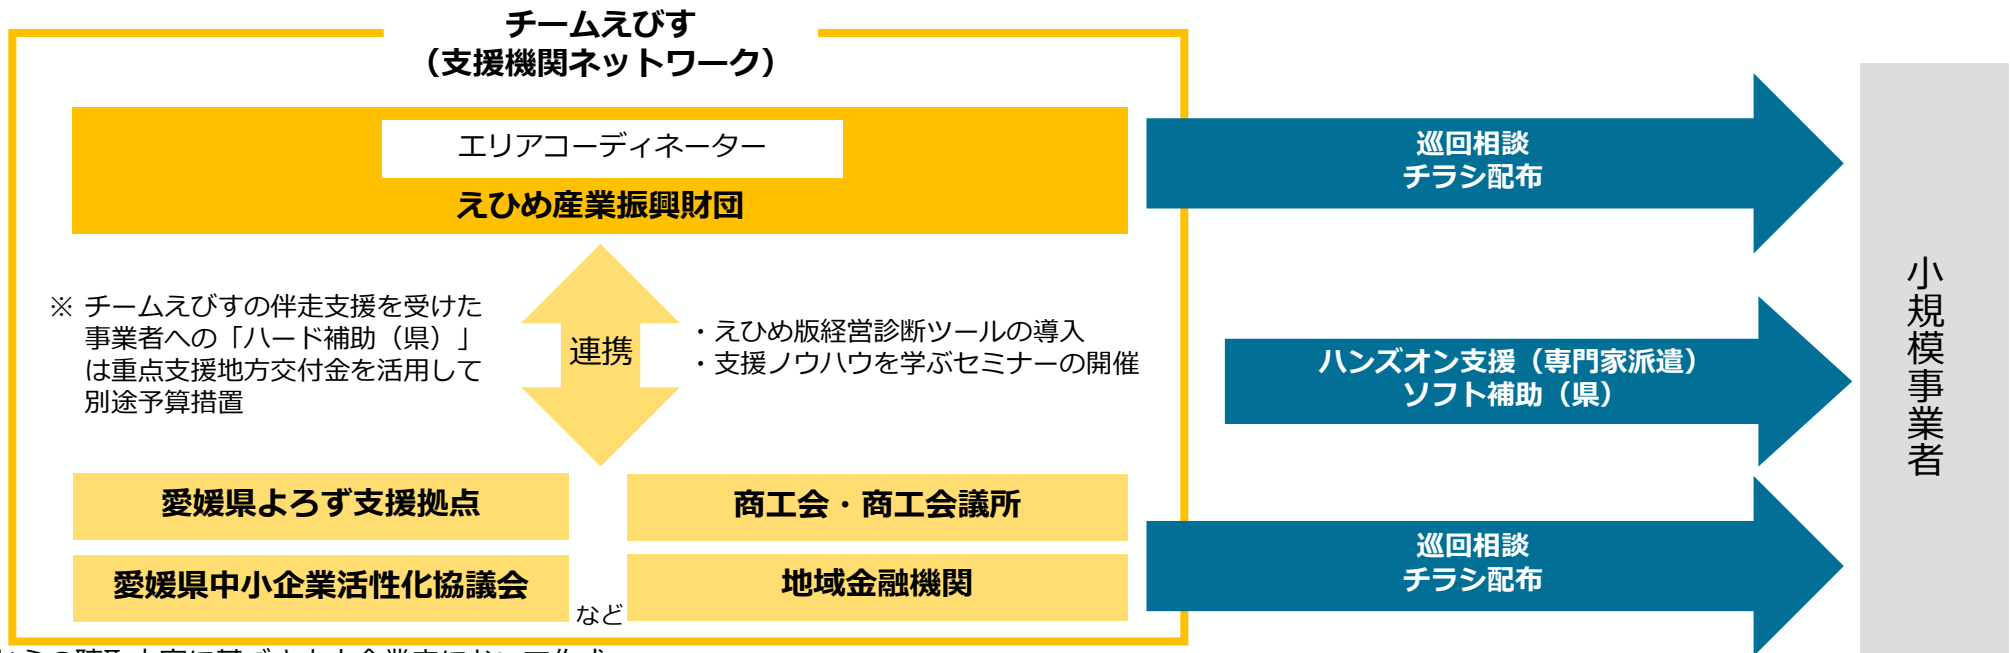 チームえびす
（支援機関ネットワーク）
エリアコーディネーター
えひめ産業振興財団
巡回相談
チラシ配布
※ チームえびすの伴走支援を受けた
事業者への「ハード補助（県）」
は重点支援地方交付金を活用して
別途予算措置
連携
・えひめ版経営診断ツールの導入
・支援ノウハウを学ぶセミナーの開催
ハンズオン支援（専門家派遣）
ソフト補助（県）
小規模事業者
愛媛県よろず支援拠点
商工会・商工会議所
愛媛県中小企業活性化協議会
など
地域金融機関
巡回相談
チラシ配布